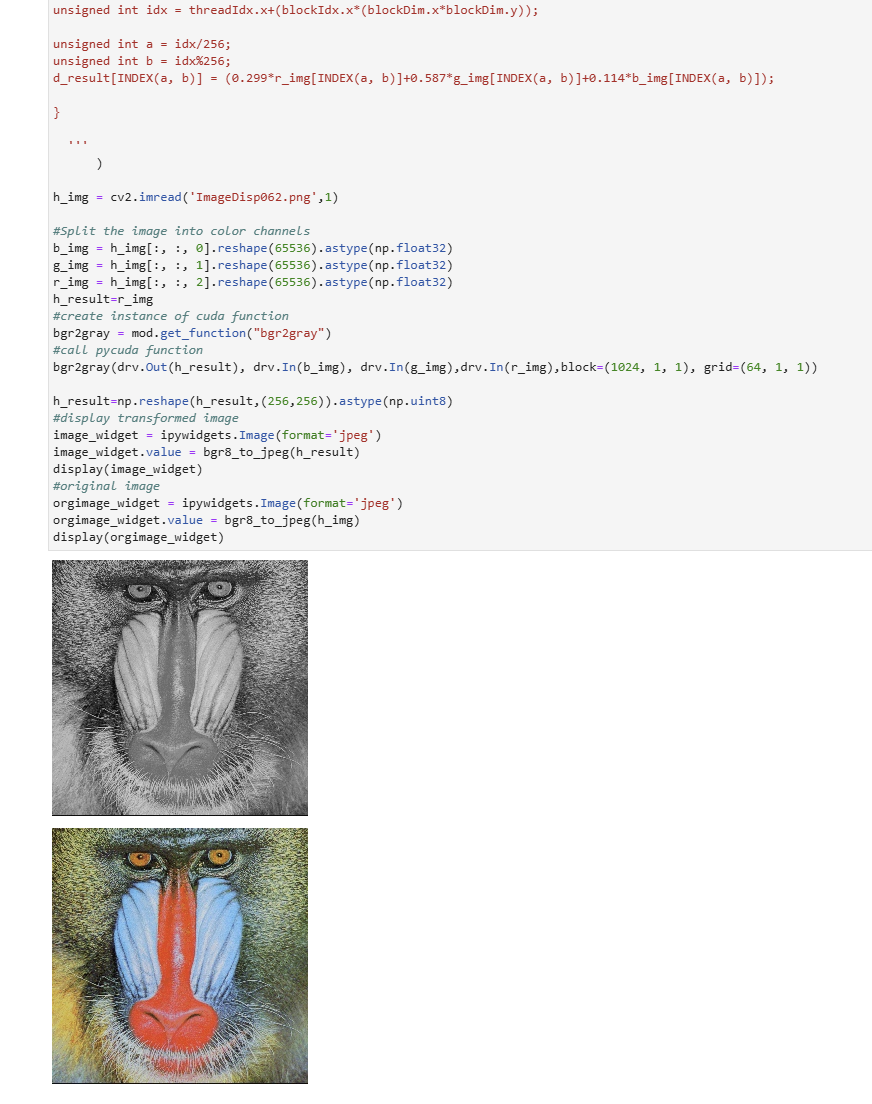 unsigned int idx = threadIdx.x+(blockIdx.x*(blockDim.x*blockDim.y));
unsigned int a = idx/256;
unsigned int b = idx%256;
d_result[INDEX(a, b)] = (0.299*r_img[INDEX(a, b)]+0.587*g_img[INDEX(a, b)]+0.114*b_img[INDEX(a, b)]);
}
'''
)
h_img = cv2.imread('ImageDisp062.png',1)
#Split the image into color channels
b_img = h_img[:, :, 0].reshape(65536).astype(np.float32)
g_img = h_img[:, :, 1].reshape(65536).astype(np.float32)
r_img = h_img[:, :, 2].reshape(65536).astype(np.float32)
h_result=r_img
#create instance of cuda function
bgr2gray = mod.get_function("bgr2gray")
#call pycuda function
bgr2gray(drv.Out(h_result), drv.In(b_img), drv.In(g_img),drv.In(r_img),block=(1024, 1, 1), grid=(64, 1, 1))
h_result=np.reshape(h_result,(256,256)).astype(np.uint8)
#display transformed image
image_widget = ipywidgets.Image(format='jpeg')
image_widget.value = bgr8_to_jpeg(h_result)
display(image_widget)
#original image
orgimage_widget = ipywidgets.Image(format='jpeg')
orgimage_widget.value = bgr8_to_jpeg(h_img)
display(orgimage_widget)